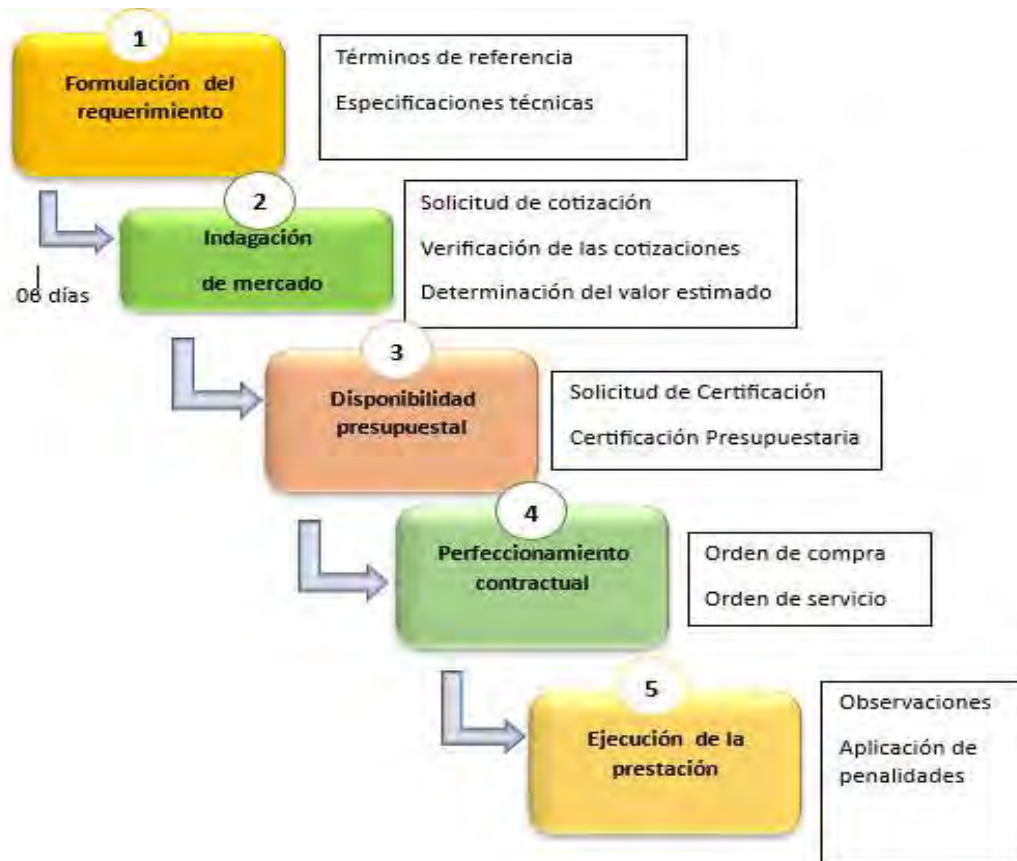 1
Formulación del
requerimiento
Términos de referencia
Especificaciones técnicas
2
Indagación
de mercado
Solicitud de cotización
Verificación de las cotizaciones
Determinación del valor estimado
06 días
3
Disponibilidad
presupuestal
Solicitud de Certificación
Certificación Presupuestaria
4
Perfeccionamiento
contractual
Orden de compra
Orden de servicio
5
Ejecución de la
prestación
Observaciones
Aplicación de
penalidades